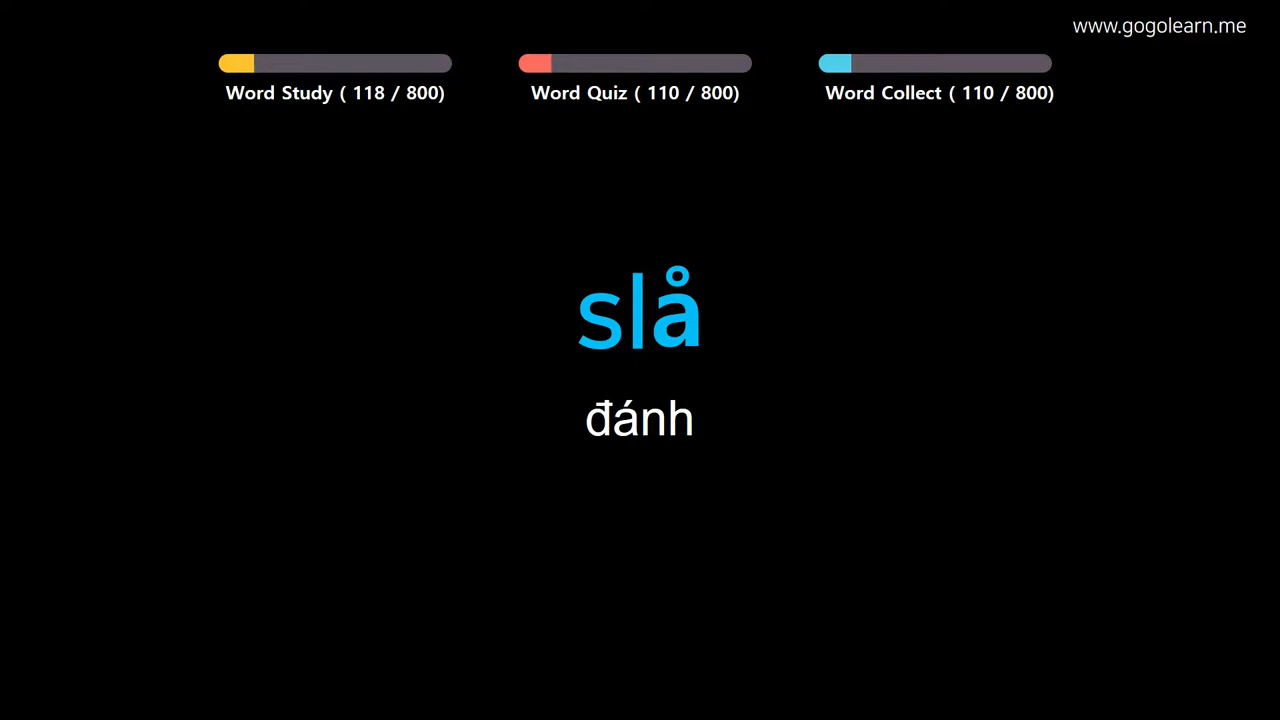 www.gogolearn.me
Word Study ( 118 / 800)
Word Quiz ( 110 / 800)
Word Collect ( 110 / 800)
slå
đánh